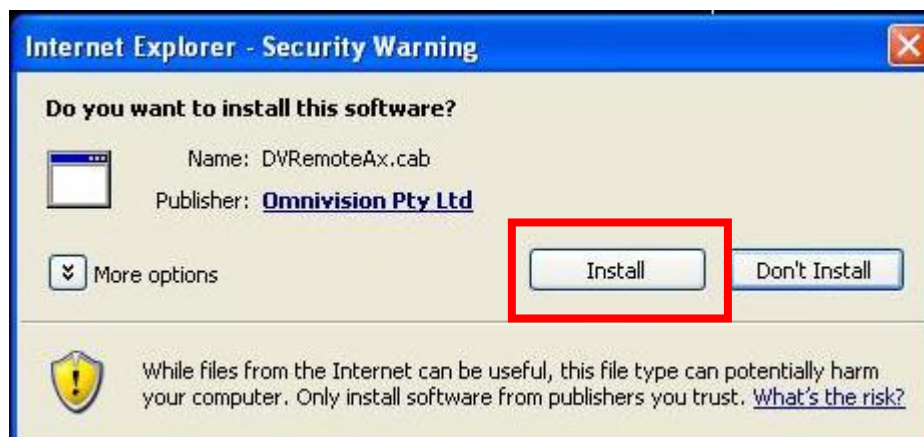 Internet Explorer - Security Warning
Do you want to install this software?
Name: DVRemoteAx.cab
Publisher: Omnivision Pty Ltd
More options
Install
Don't Install
While files from the Internet can be useful, this file type can potentially harm
your computer. Only install software from publishers you trust. What's the risk?